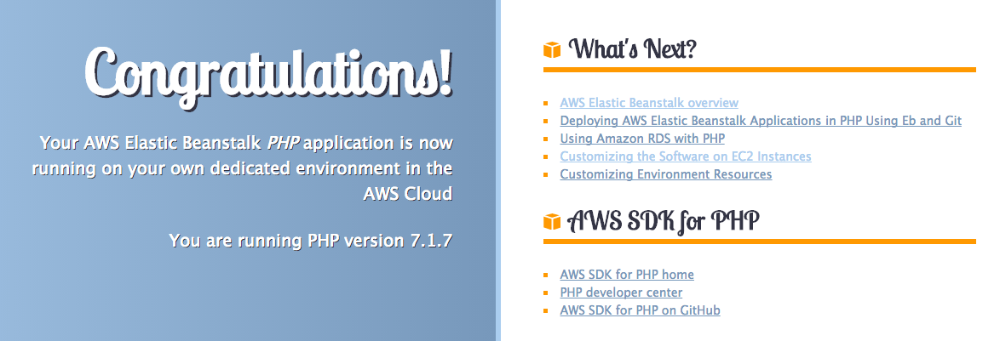 Congratulations!
Your AWS Elastic Beanstalk PHP application is now
running on your own dedicated environment in the
AWS Cloud
You are running PHP version 7.1.7
What's Next?
AWS Elastic Beanstalk overview
Deploying AWS Elastic Beanstalk Applications in PHP Using Eb and Git
Using Amazon RDS with PHP
Customizing the Software on EC2 Instances
Customizing Environment Resources
AWS SDK for PHP
AWS SDK for PHP home
PHP developer center
AWS SDK for PHP on GitHub